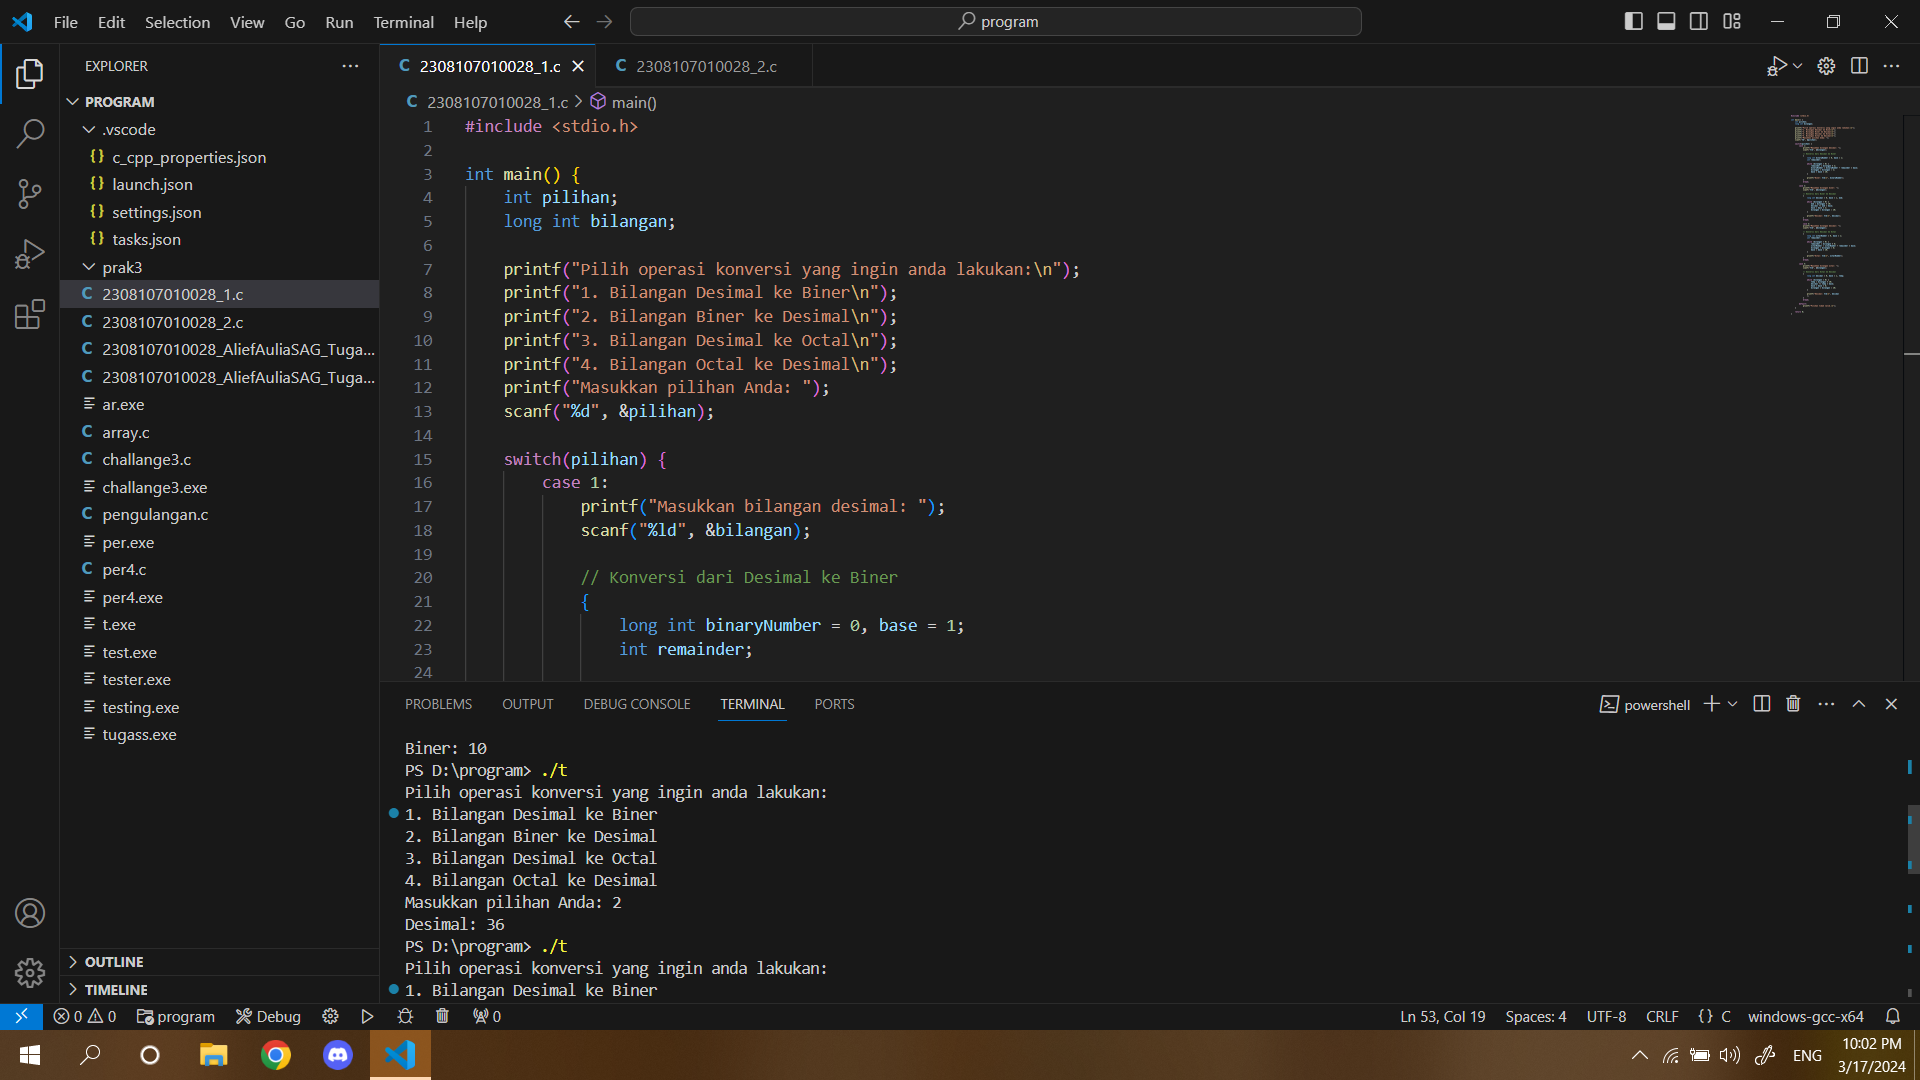 File Edit Selection View Go Run Terminal Help
program
EXPLORER
PROGRAM
.vscode
{} c_cpp_properties.json
{} launch.json
{} settings.json
{} tasks.json
prak3
C 2308107010028_1.c
C 2308107010028_2.c
C 2308107010028_AliefAuliaSAG_Tuga...
C 2308107010028_AliefAuliaSAG_Tuga...
ar.exe
C array.c
C challange3.c
challange3.exe
C pengulangan.c
per.exe
C per4.c
per4.exe
t.exe
test.exe
tester.exe
testing.exe
tugass.exe
OUTLINE
TIMELINE
C 2308107010028_1.c
C 2308107010028_2.c
C 2308107010028_1.c > main()
1 #include <stdio.h>
2
3 int main() {
4 int pilihan;
5 long int bilangan;
6
7 printf("Pilih operasi konversi yang ingin anda lakukan:\n");
8 printf("1. Bilangan Desimal ke Biner\n");
9 printf("2. Bilangan Biner ke Desimal\n");
10 printf("3. Bilangan Desimal ke Octal\n");
11 printf("4. Bilangan Octal ke Desimal\n");
12 printf("Masukkan pilihan Anda: ");
13 scanf("%d", &pilihan);
14
15 switch(pilihan) {
16 case 1:
17 printf("Masukkan bilangan desimal: ");
18 scanf("%ld", &bilangan);
19
20 // Konversi dari Desimal ke Biner
21 {
22 long int binaryNumber = 0, base = 1;
23 int remainder;
24
PROBLEMS OUTPUT DEBUG CONSOLE TERMINAL PORTS
powershell
Biner: 10
PS D:\program> ./t
Pilih operasi konversi yang ingin anda lakukan:
1. Bilangan Desimal ke Biner
2. Bilangan Biner ke Desimal
3. Bilangan Desimal ke Octal
4. Bilangan Octal ke Desimal
Masukkan pilihan Anda: 2
Desimal: 36
PS D:\program> ./t
Pilih operasi konversi yang ingin anda lakukan:
1. Bilangan Desimal ke Biner
0 0 program Debug 0
Ln 53, Col 19 Spaces: 4 UTF-8 CRLF {} C windows-gcc-x64
ENG
10:02 PM
3/17/2024